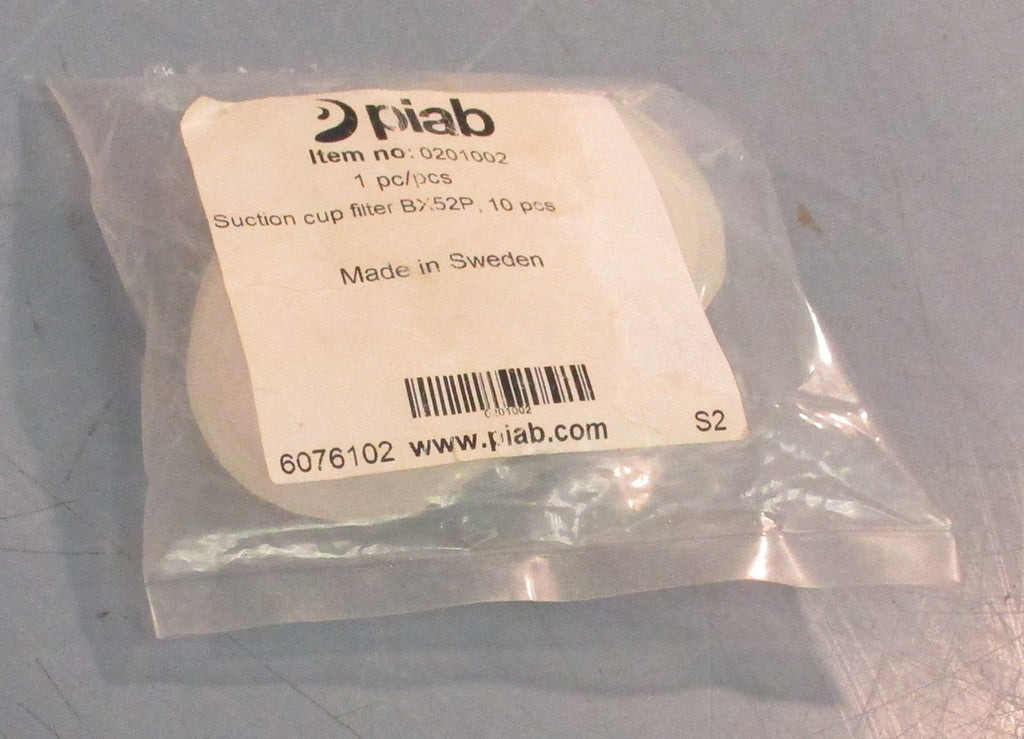 piab
Item no: 0201002
1 pc/pcs
Suction cup filter BX52P, 10 pcs
Made in Sweden
0201002
6076102 www.piab.com S2